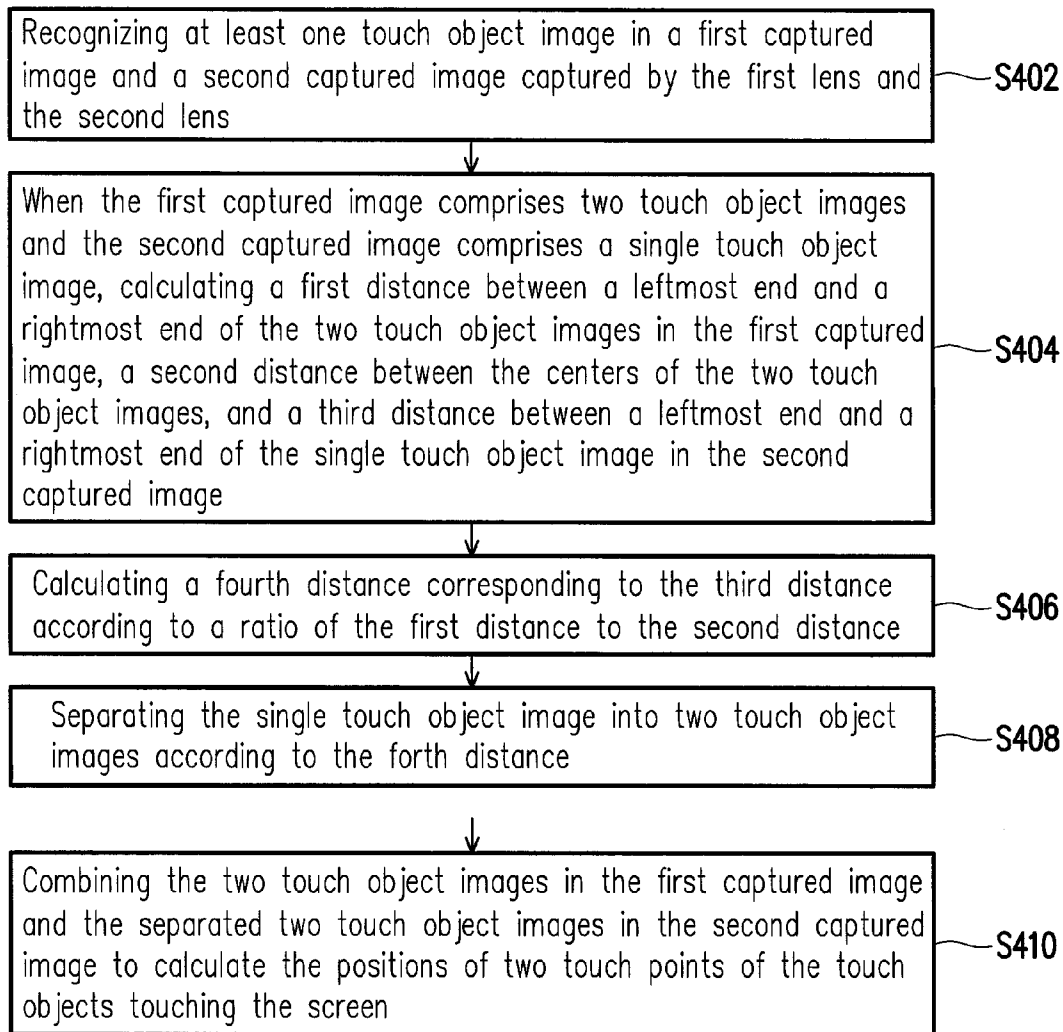 Recognizing at least one touch object image in a first captured
image and a second captured image captured by the first lens and
the second lens
S402
When the first captured image comprises two touch object images
and the second captured image comprises a single touch object
image, calculating a first distance between a leftmost end and a
rightmost end of the two touch object images in the first captured
image, a second distance between the centers of the two touch
object images, and a third distance between a leftmost end and a
rightmost end of the single touch object image in the second
captured image
S404
Calculating a fourth distance corresponding to the third distance
according to a ratio of the first distance to the second distance
S406
Separating the single touch object image into two touch object
images according to the forth distance
S408
Combining the two touch object images in the first captured image
and the separated two touch object images in the second captured
image to calculate the positions of two touch points of the touch
objects touching the screen
S410